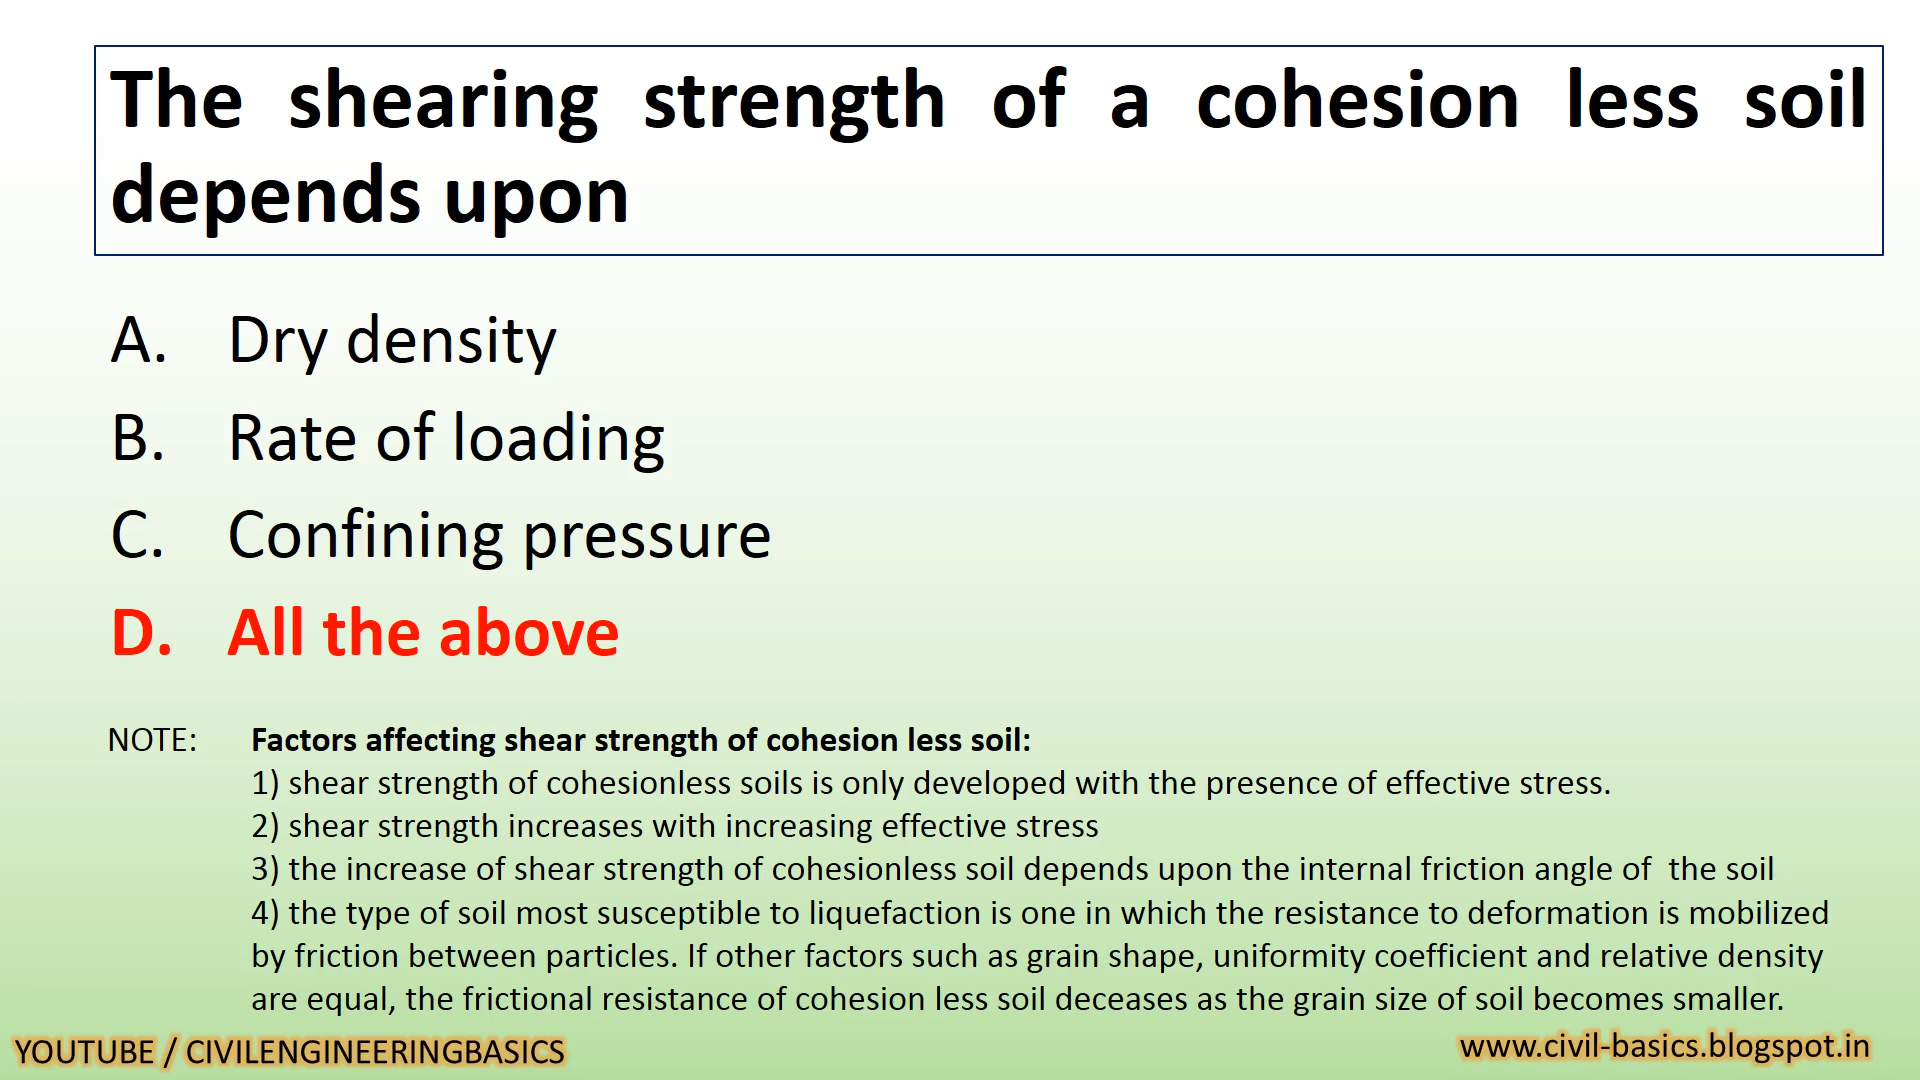 The shearing strength of a cohesion less soil
depends upon
A. Dry density
B. Rate of loading
C. Confining pressure
D. All the above
NOTE: Factors affecting shear strength of cohesion less soil:
1) shear strength of cohesionless soils is only developed with the presence of effective stress.
2) shear strength increases with increasing effective stress
3) the increase of shear strength of cohesionless soil depends upon the internal friction angle of the soil
4) the type of soil most susceptible to liquefaction is one in which the resistance to deformation is mobilized
by friction between particles. If other factors such as grain shape, uniformity coefficient and relative density
are equal, the frictional resistance of cohesion less soil deceases as the grain size of soil becomes smaller.
YOUTUBE / CIVILENGINEERINGBASICS
www.civil-basics.blogspot.in